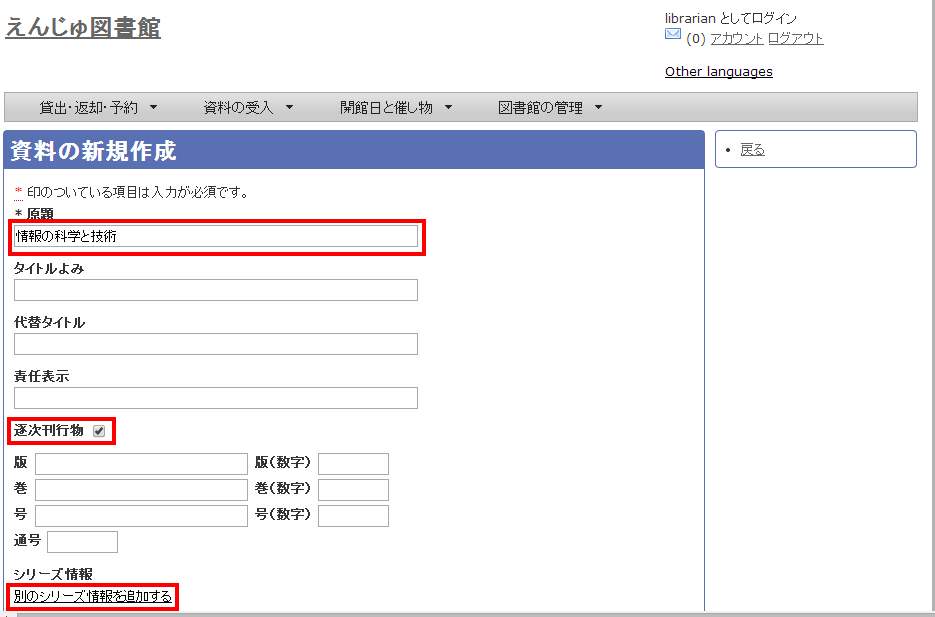 えんじゅ図書館
librarian としてログイン
(0) アカウント ログアウト
Other languages
貸出・返却・予約 ▼ 資料の受入 ▼ 開館日と催し物 ▼ 図書館の管理 ▼
資料の新規作成
• 戻る
* 印のついている項目は入力が必須です。
* 原題
情報の科学と技術
タイトルよみ
代替タイトル
責任表示
逐次刊行物
版 版(数字)
巻 巻(数字)
号 号(数字)
通号
シリーズ情報
別のシリーズ情報を追加する